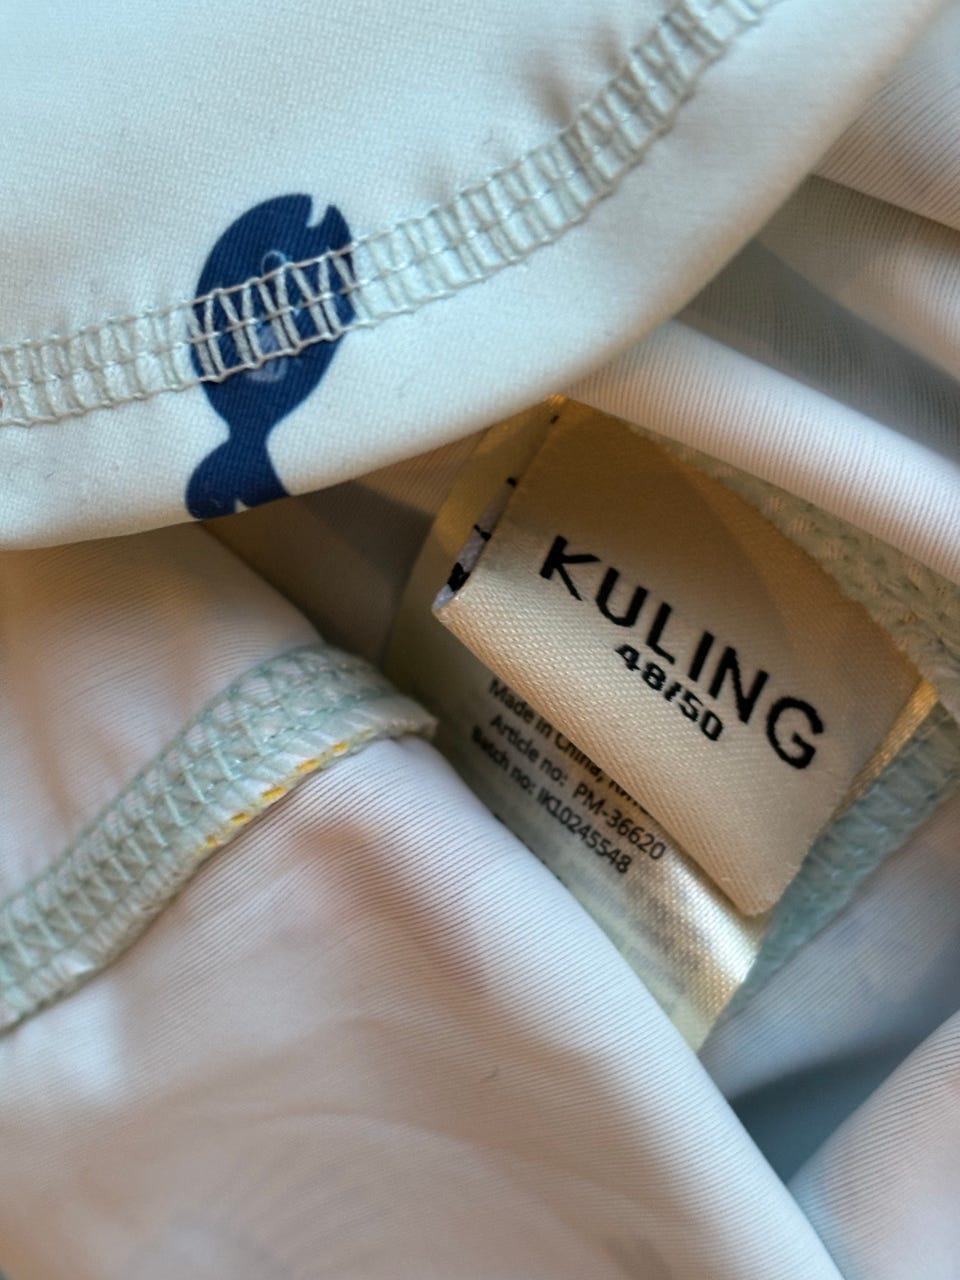 KULING
48/50
Made in China,
Article no: PM-36620
Batch no: IK10245548